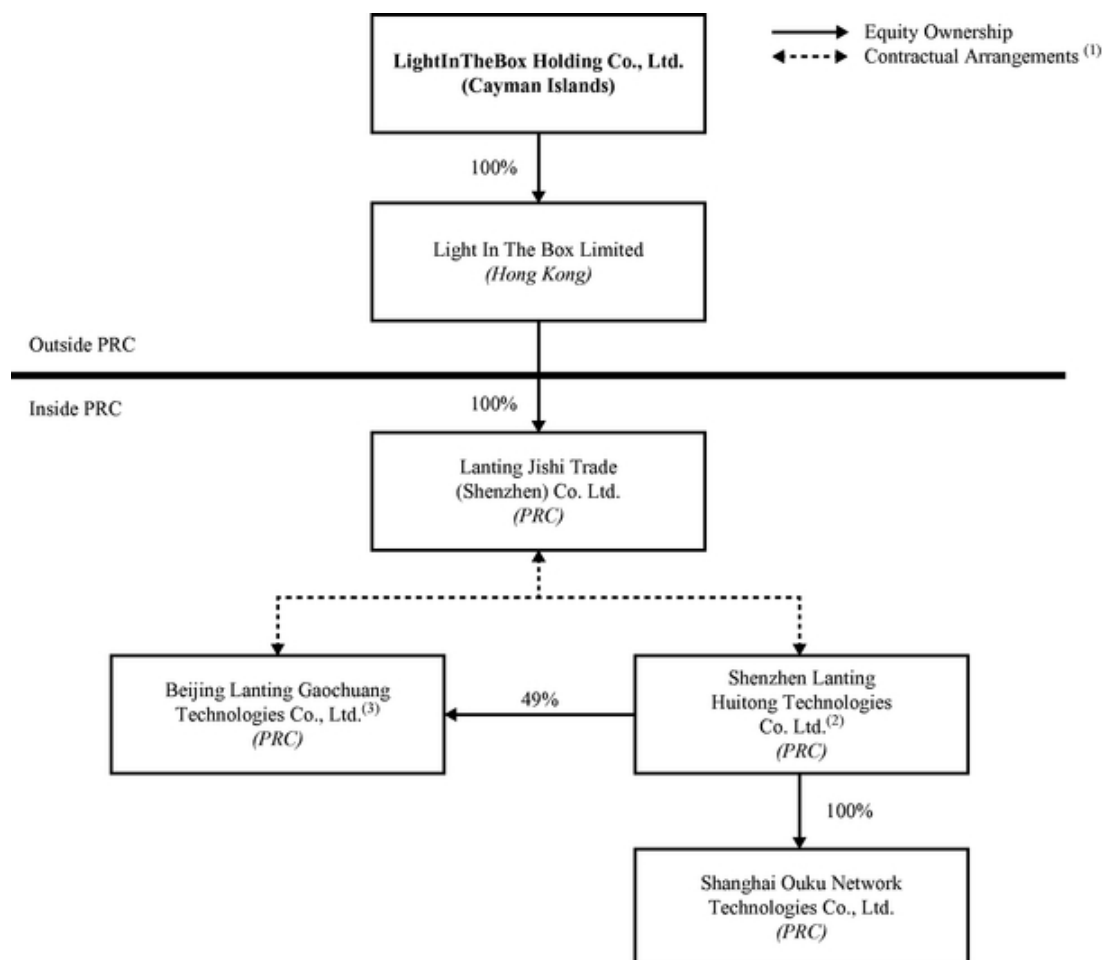 LightInTheBox Holding Co., Ltd.
(Cayman Islands)
Equity Ownership
Contractual Arrangements (1)
100%
Light In The Box Limited
(Hong Kong)
Outside PRC
Inside PRC
100%
Lanting Jishi Trade
(Shenzhen) Co. Ltd.
(PRC)
Beijing Lanting Gaochuang
Technologies Co., Ltd.(3)
(PRC)
49%
Shenzhen Lanting
Huitong Technologies
Co. Ltd.(2)
(PRC)
100%
Shanghai Ouku Network
Technologies Co., Ltd.
(PRC)